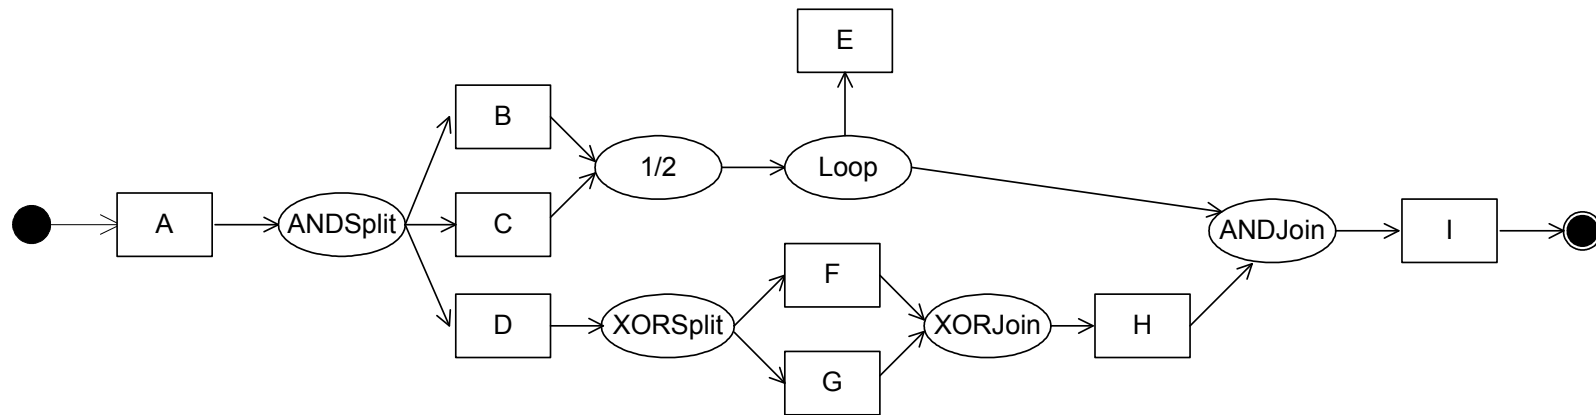 E
B
1/2
Loop
A
ANDSplit
C
ANDJoin
I
F
D
XORSplit
XORJoin
H
G